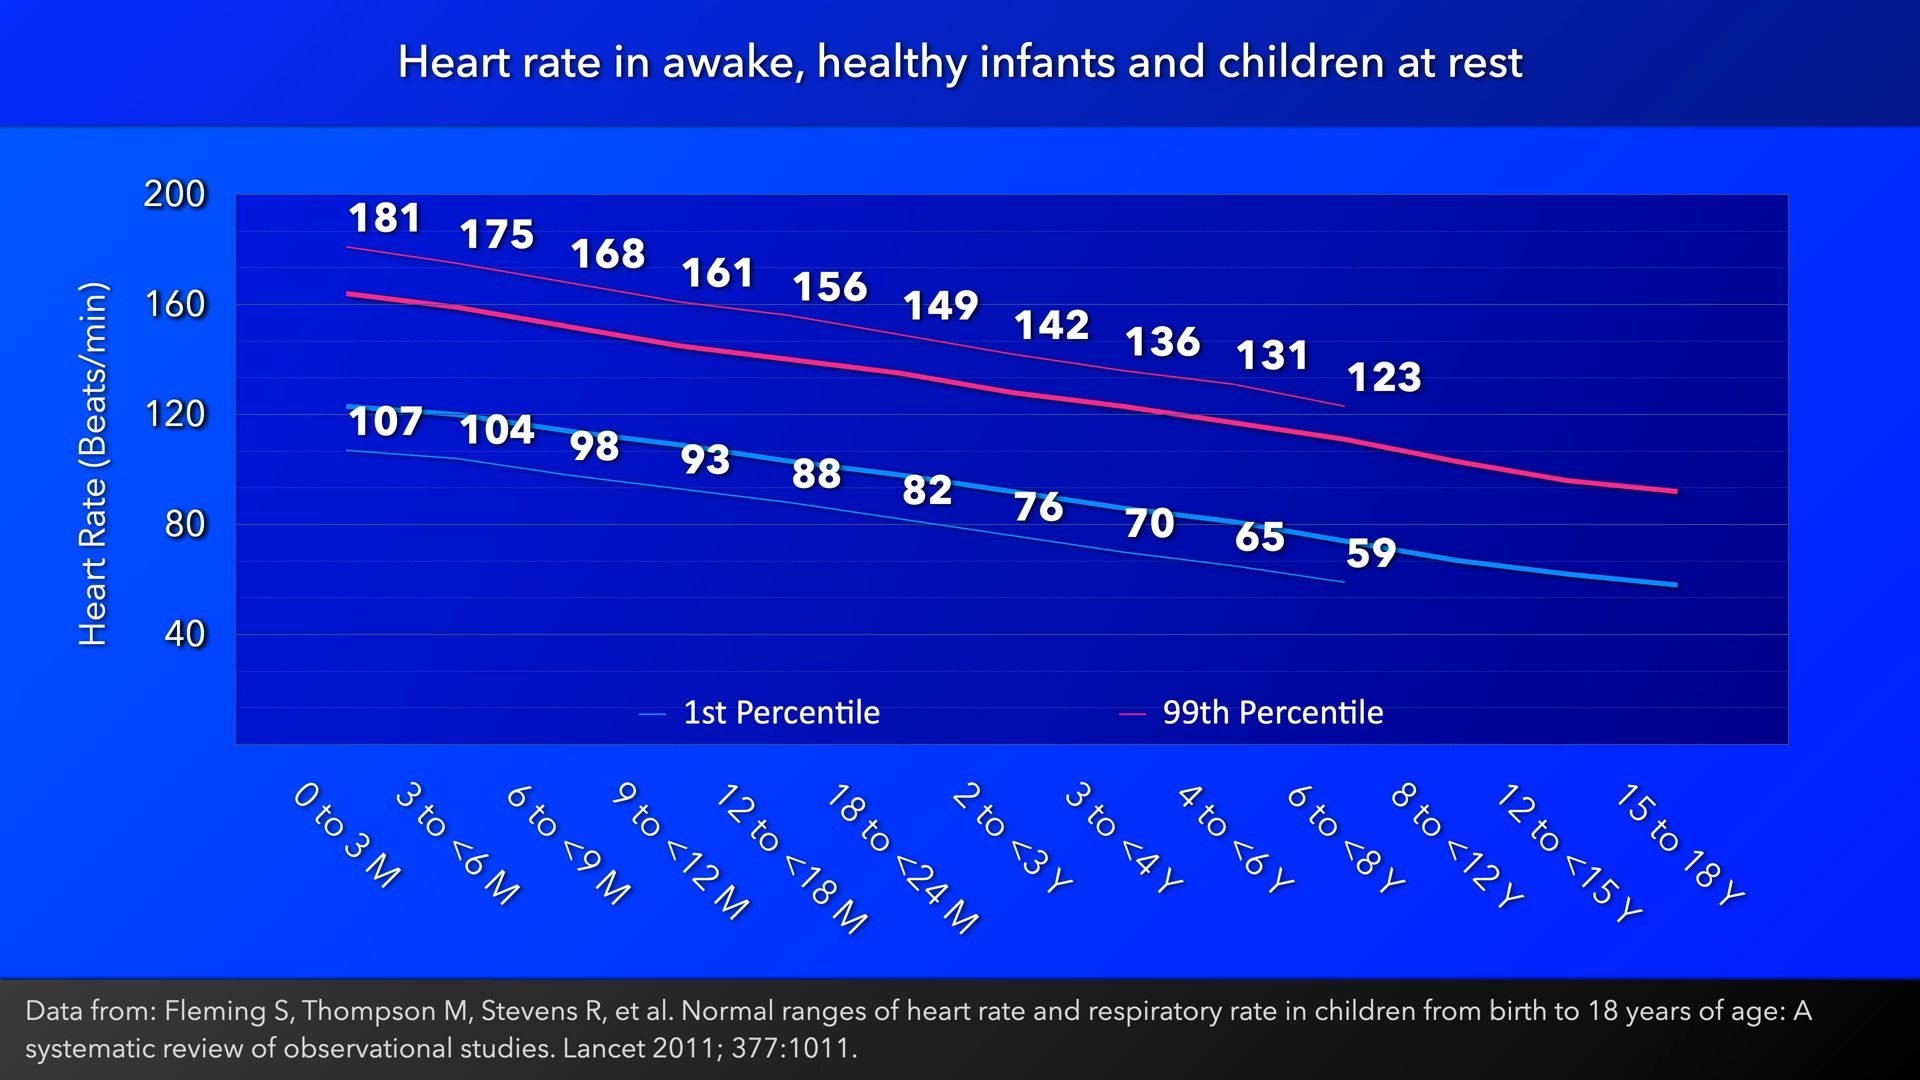 Heart rate in awake, healthy infants and children at rest
Heart Rate (Beats/min)
200
160
120
80
40
181
175
168
161
156
149
142
136
131
123
107
104
98
93
88
82
76
70
65
59
1st Percentile
99th Percentile
0 to 3 M
3 to <6 M
6 to <9 M
9 to <12 M
12 to <18 M
18 to <24 M
2 to <3 Y
3 to <4 Y
4 to <6 Y
6 to <8 Y
8 to <12 Y
12 to <15 Y
15 to 18 Y
Data from: Fleming S, Thompson M, Stevens R, et al. Normal ranges of heart rate and respiratory rate in children from birth to 18 years of age: A
systematic review of observational studies. Lancet 2011; 377:1011.